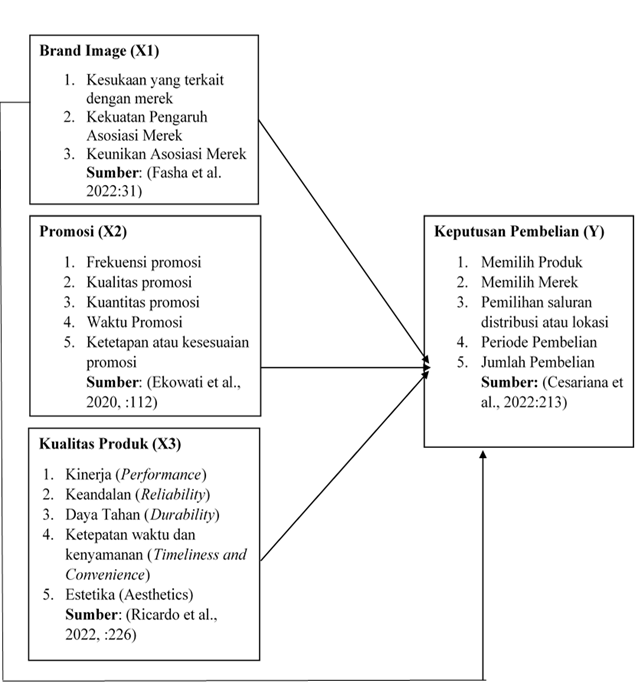 Brand Image (X1)
1. Kesukaan yang terkait
dengan merek
2. Kekuatan Pengaruh
Asosiasi Merek
3. Keunikan Asosiasi Merek
Sumber: (Fasha et al.
2022:31)
Promosi (X2)
1. Frekuensi promosi
2. Kualitas promosi
3. Kuantitas promosi
4. Waktu Promosi
5. Ketetapan atau kesesuaian
promosi
Sumber: (Ekowati et al.,
2020, :112)
Kualitas Produk (X3)
1. Kinerja (Performance)
2. Keandalan (Reliability)
3. Daya Tahan (Durability)
4. Ketepatan waktu dan
kenyamanan (Timeliness and
Convenience)
5. Estetika (Aesthetics)
Sumber: (Ricardo et al.,
2022, :226)
Keputusan Pembelian (Y)
1. Memilih Produk
2. Memilih Merek
3. Pemilihan saluran
distribusi atau lokasi
4. Periode Pembelian
5. Jumlah Pembelian
Sumber: (Cesariana et
al., 2022:213)